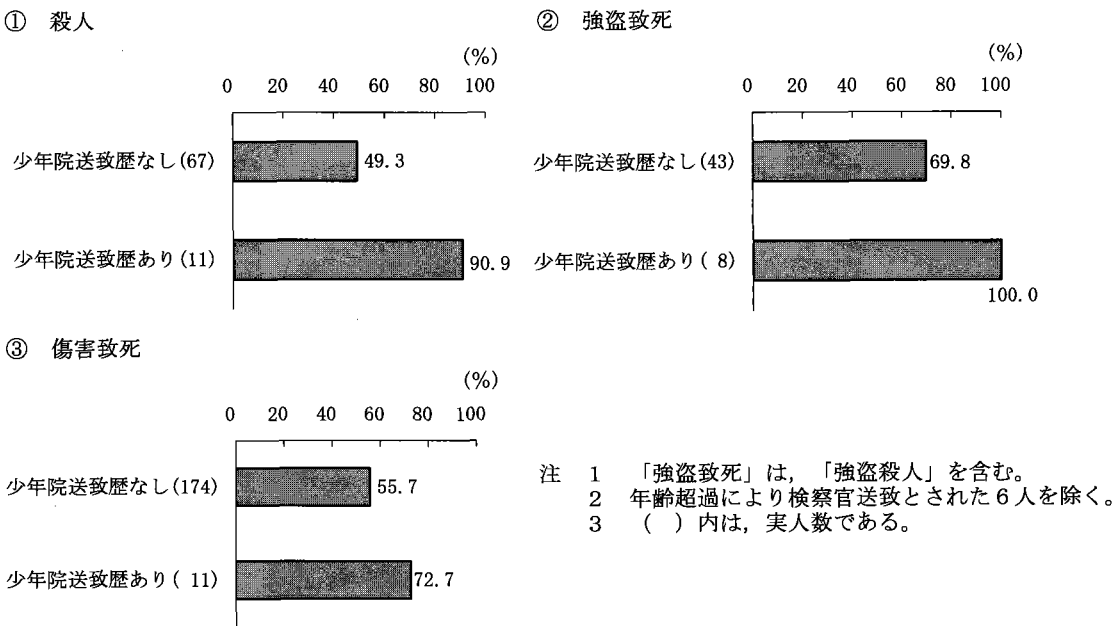 ① 殺人
(%)
0 20 40 60 80 100
少年院送致歴なし(67) 49.3
少年院送致歴あり(11) 90.9
② 強盗致死
(%)
0 20 40 60 80 100
少年院送致歴なし(43) 69.8
少年院送致歴あり( 8)
100.0
③ 傷害致死
(%)
0 20 40 60 80 100
少年院送致歴なし(174) 55.7
少年院送致歴あり( 11) 72.7
注 1 「強盗致死」は,「強盗殺人」を含む。
2 年齢超過により検察官送致とされた6人を除く。
3 ( )内は,実人数である。